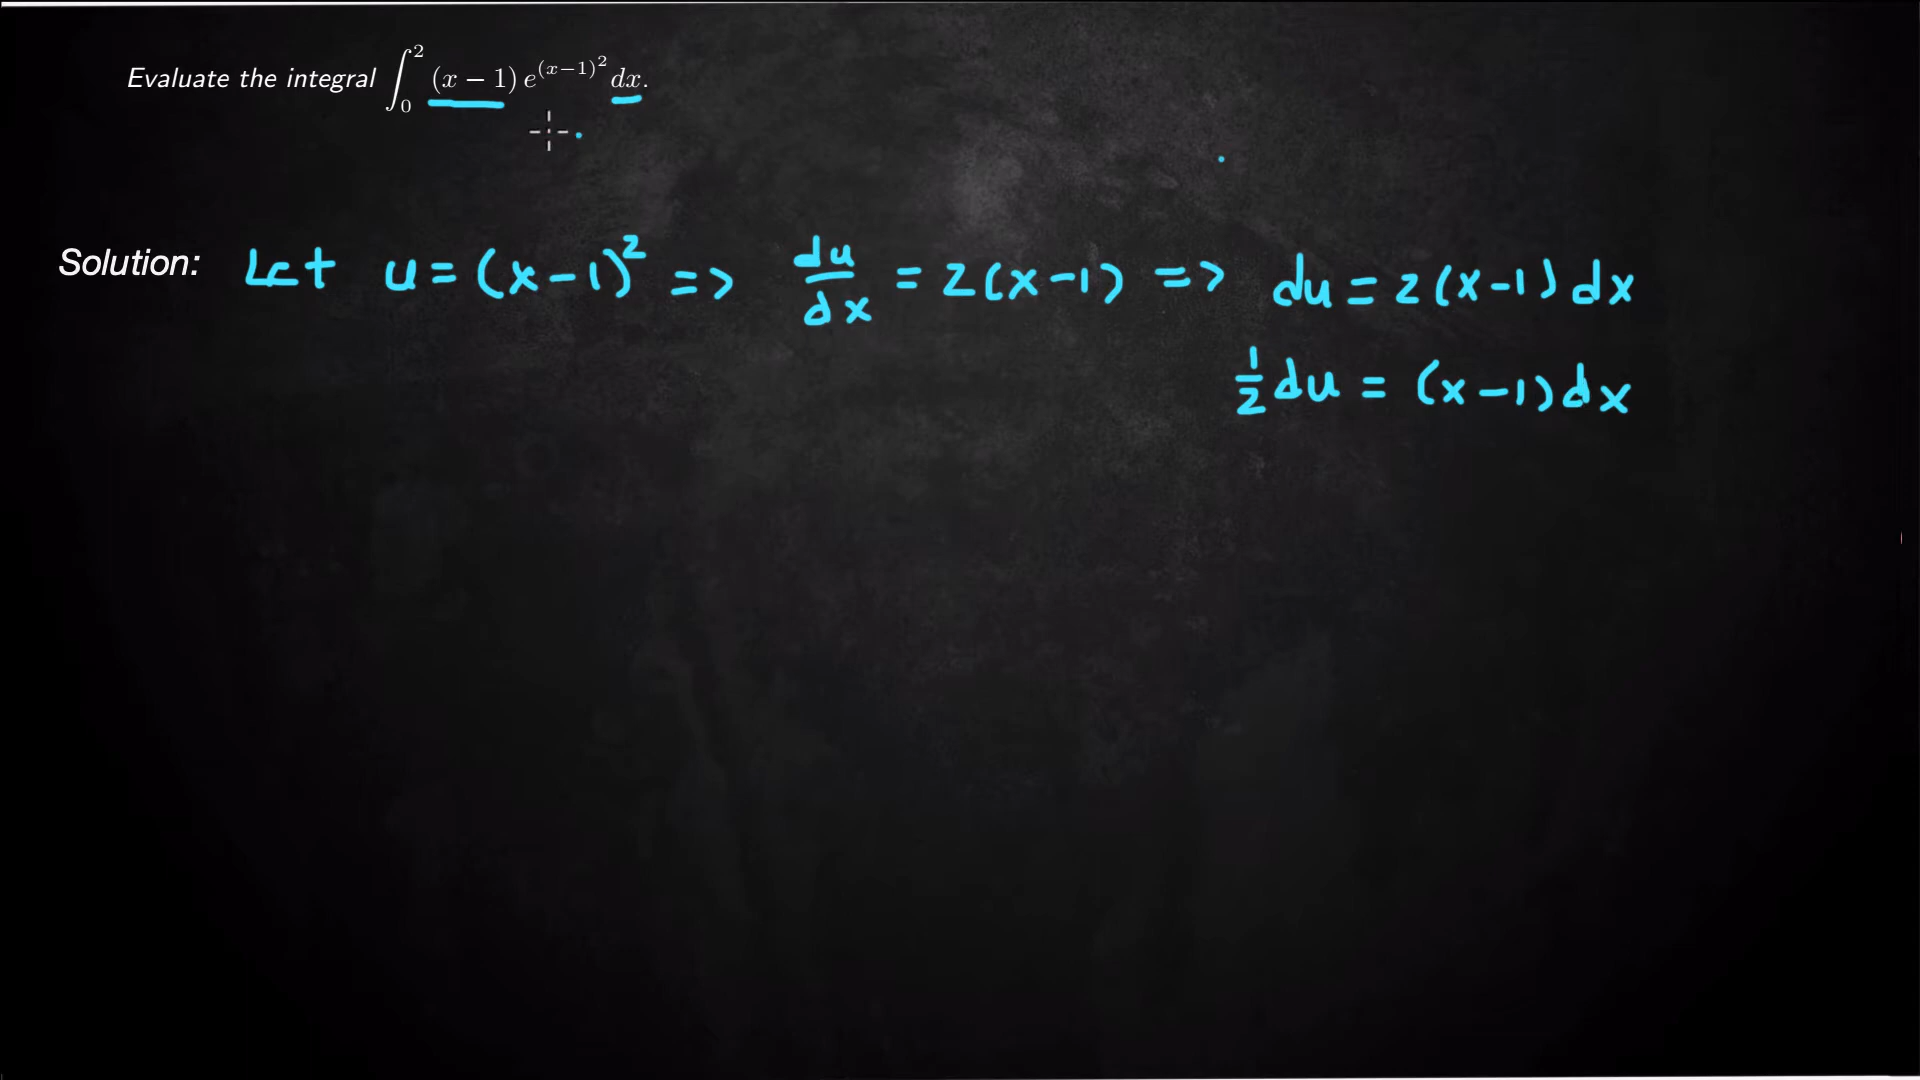 Evaluate the integral ∫₀² (x − 1) e^{(x−1)²} dx.
Solution: Let u = (x-1)² => du/dx = 2(x-1) => du = 2(x-1)dx
1/2 du = (x-1)dx